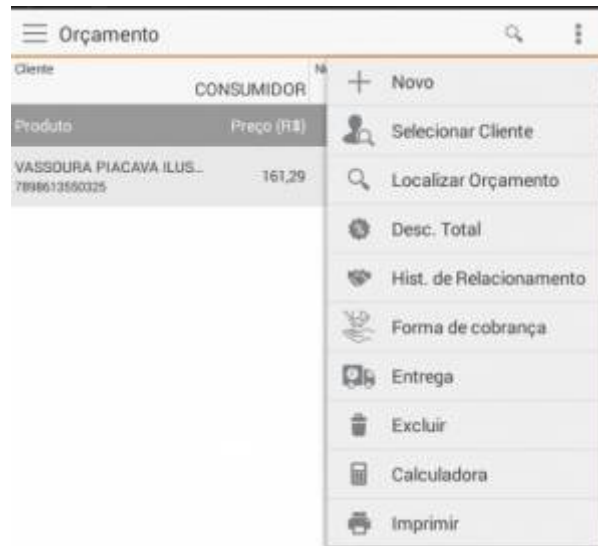 Orçamento
Cliente
CONSUMIDOR
Produto Preço (R$)
VASSOURA PIACAVA ILUS... 161,29
7898613550325
Novo
Selecionar Cliente
Localizar Orçamento
Desc. Total
Hist. de Relacionamento
Forma de cobrança
Entrega
Excluir
Calculadora
Imprimir